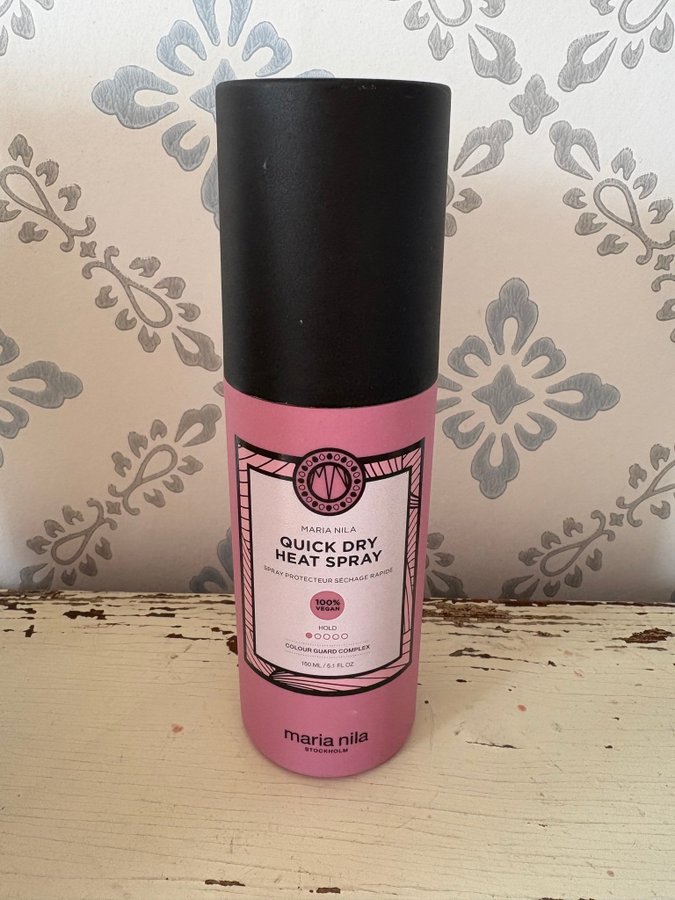 MN
MARIA NILA
QUICK DRY
HEAT SPRAY
SPRAY PROTECTEUR SÉCHAGE RAPIDE
100%
VEGAN
HOLD
COLOUR GUARD COMPLEX
150 ML / 5.1 FL.OZ
maria nila
STOCKHOLM